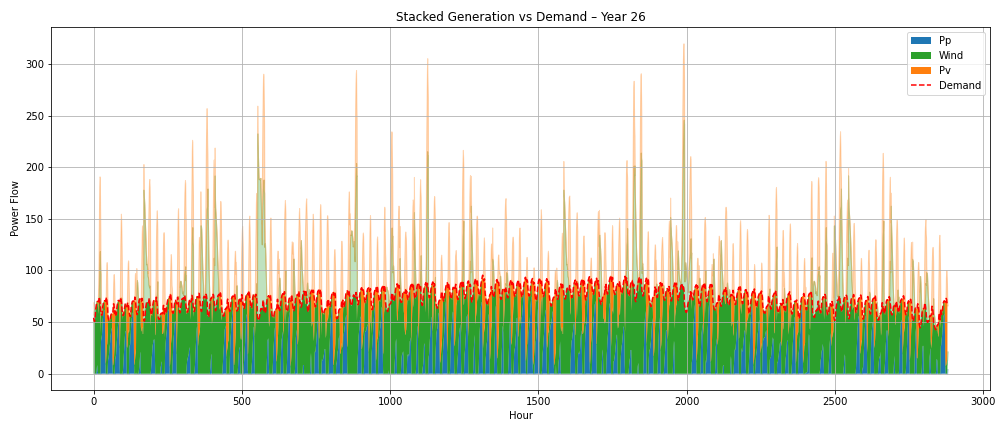 Stacked Generation vs Demand – Year 26
Power Flow
300
250
200
150
100
50
0
Pp
Wind
Pv
Demand
0 500 1000 1500 2000 2500 3000
Hour